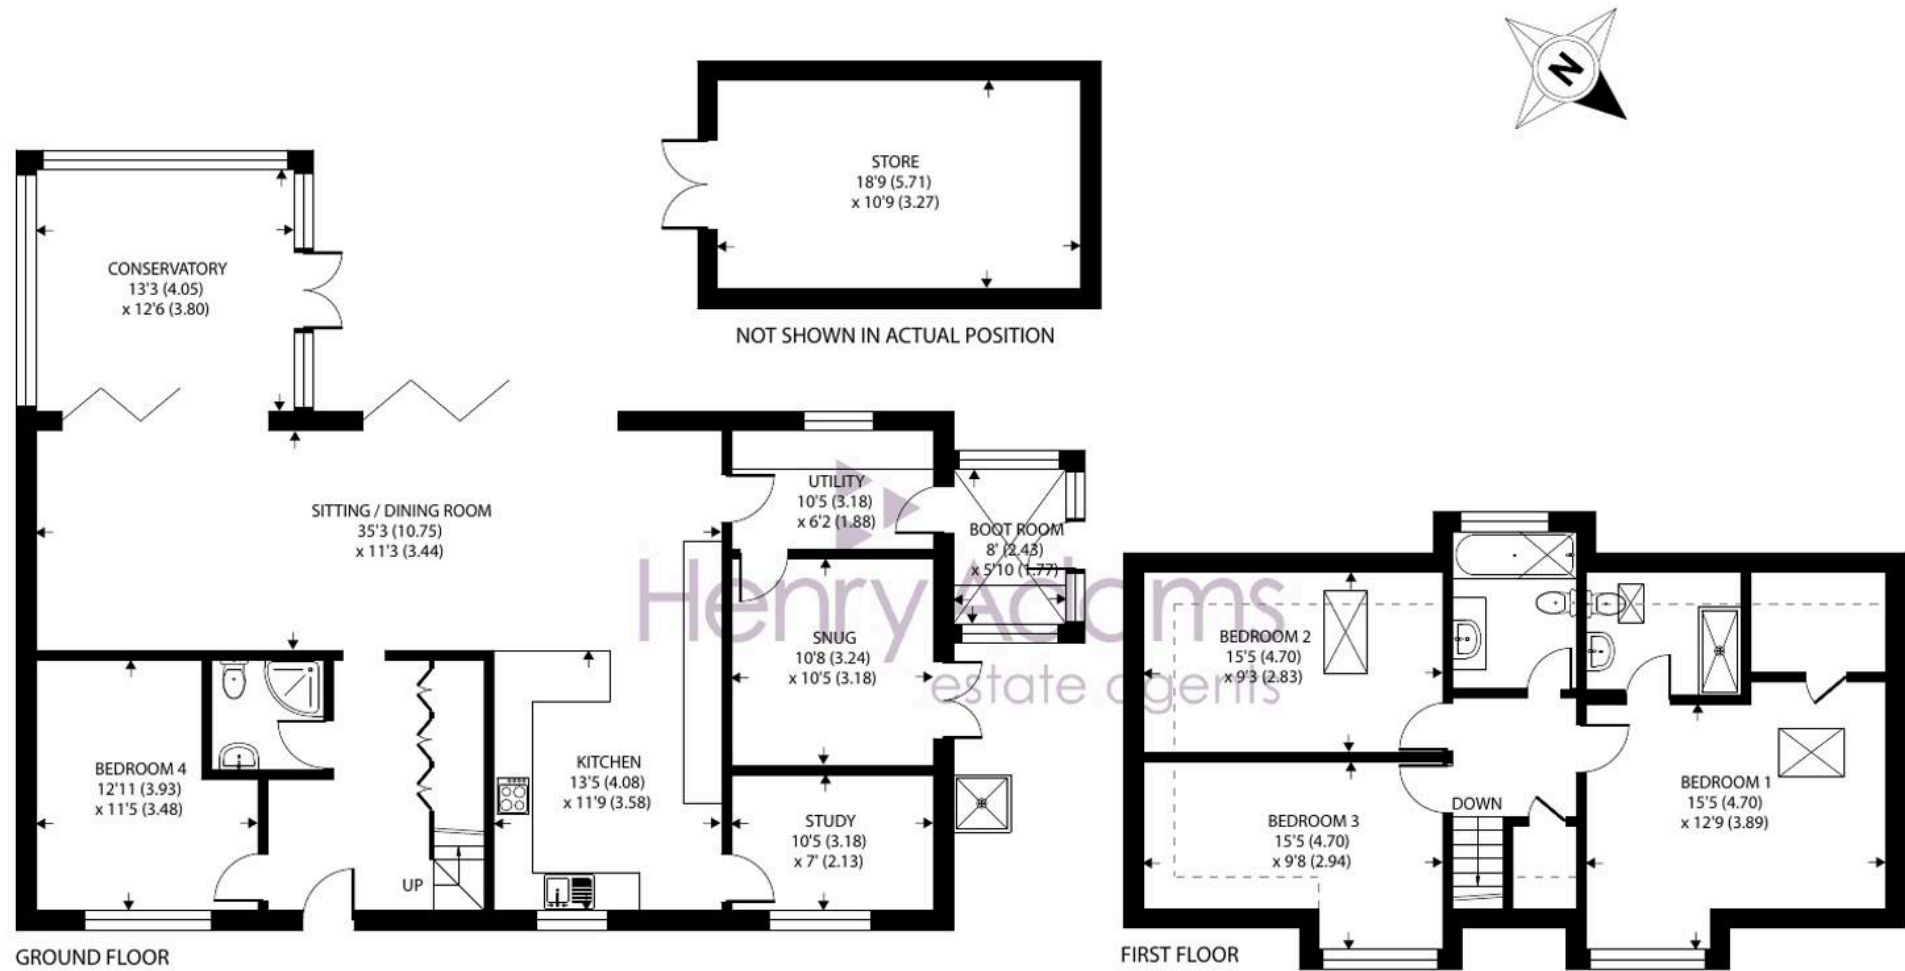 N
STORE
18'9 (5.71)
x 10'9 (3.27)
NOT SHOWN IN ACTUAL POSITION
CONSERVATORY
13'3 (4.05)
x 12'6 (3.80)
SITTING / DINING ROOM
35'3 (10.75)
x 11'3 (3.44)
UTILITY
10'5 (3.18)
x 6'2 (1.88)
BOOT ROOM
8' (2.43)
x 5'10 (1.77)
Henry Adams
estate agents
SNUG
10'8 (3.24)
x 10'5 (3.18)
BEDROOM 4
12'11 (3.93)
x 11'5 (3.48)
KITCHEN
13'5 (4.08)
x 11'9 (3.58)
STUDY
10'5 (3.18)
x 7' (2.13)
UP
GROUND FLOOR
BEDROOM 2
15'5 (4.70)
x 9'3 (2.83)
BEDROOM 3
15'5 (4.70)
x 9'8 (2.94)
DOWN
BEDROOM 1
15'5 (4.70)
x 12'9 (3.89)
FIRST FLOOR